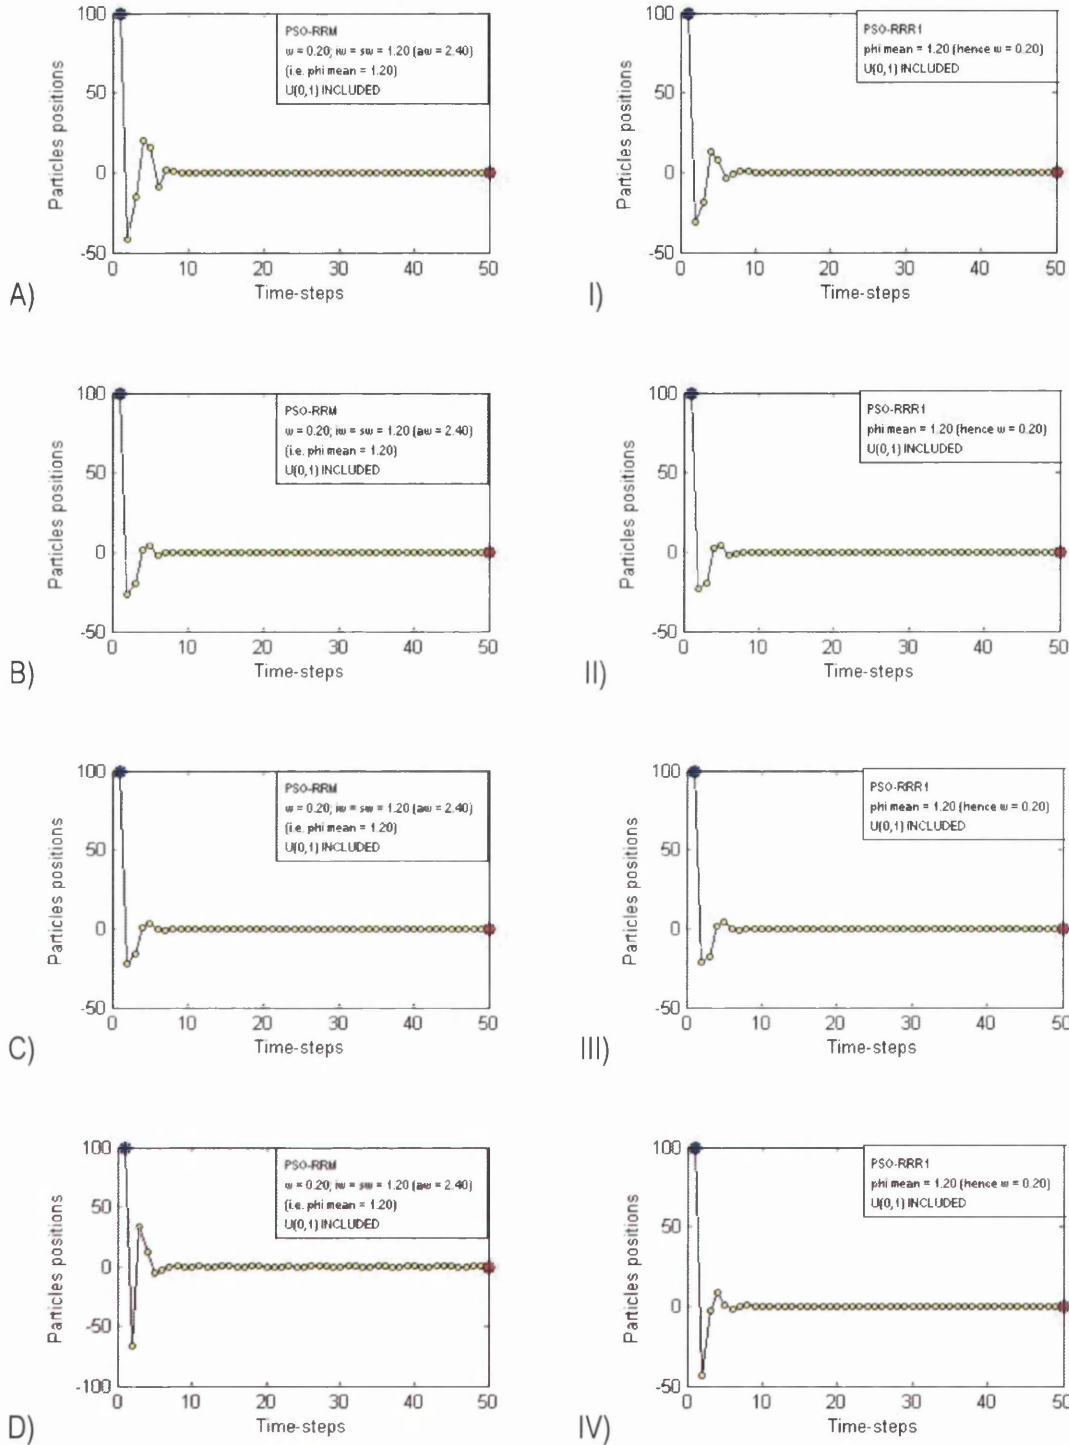 100
50
0
-50
Particles positions
PSO-RRM
w = 0.20; iw = sw = 1.20 (aw = 2.40)
(i.e. phi mean = 1.20)
U(0,1) INCLUDED
0 10 20 30 40 50
Time-steps
A)
100
50
0
-50
Particles positions
PSO-RRR1
phi mean = 1.20 (hence w = 0.20)
U(0,1) INCLUDED
0 10 20 30 40 50
Time-steps
I)
100
50
0
-50
Particles positions
PSO-RRM
w = 0.20; iw = sw = 1.20 (aw = 2.40)
(i.e. phi mean = 1.20)
U(0,1) INCLUDED
0 10 20 30 40 50
Time-steps
B)
100
50
0
-50
Particles positions
PSO-RRR1
phi mean = 1.20 (hence w = 0.20)
U(0,1) INCLUDED
0 10 20 30 40 50
Time-steps
II)
100
50
0
-50
Particles positions
PSO-RRM
w = 0.20; iw = sw = 1.20 (aw = 2.40)
(i.e. phi mean = 1.20)
U(0,1) INCLUDED
0 10 20 30 40 50
Time-steps
C)
100
50
0
-50
Particles positions
PSO-RRR1
phi mean = 1.20 (hence w = 0.20)
U(0,1) INCLUDED
0 10 20 30 40 50
Time-steps
III)
100
50
0
-50
-100
Particles positions
PSO-RRM
w = 0.20; iw = sw = 1.20 (aw = 2.40)
(i.e. phi mean = 1.20)
U(0,1) INCLUDED
0 10 20 30 40 50
Time-steps
D)
100
50
0
-50
Particles positions
PSO-RRR1
phi mean = 1.20 (hence w = 0.20)
U(0,1) INCLUDED
0 10 20 30 40 50
Time-steps
IV)